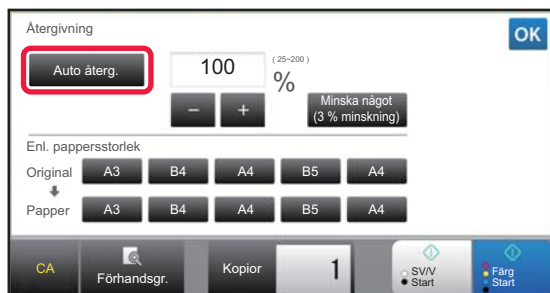 Återgivning
OK
Auto återg.
100
(25~200)
%
−
+
Minska något
(3 % minskning)
Enl. pappersstorlek
Original A3 B4 A4 B5 A4
Papper A3 B4 A4 B5 A4
CA
Förhandsgr.
Kopior
1
SV/V
Start
Färg
Start